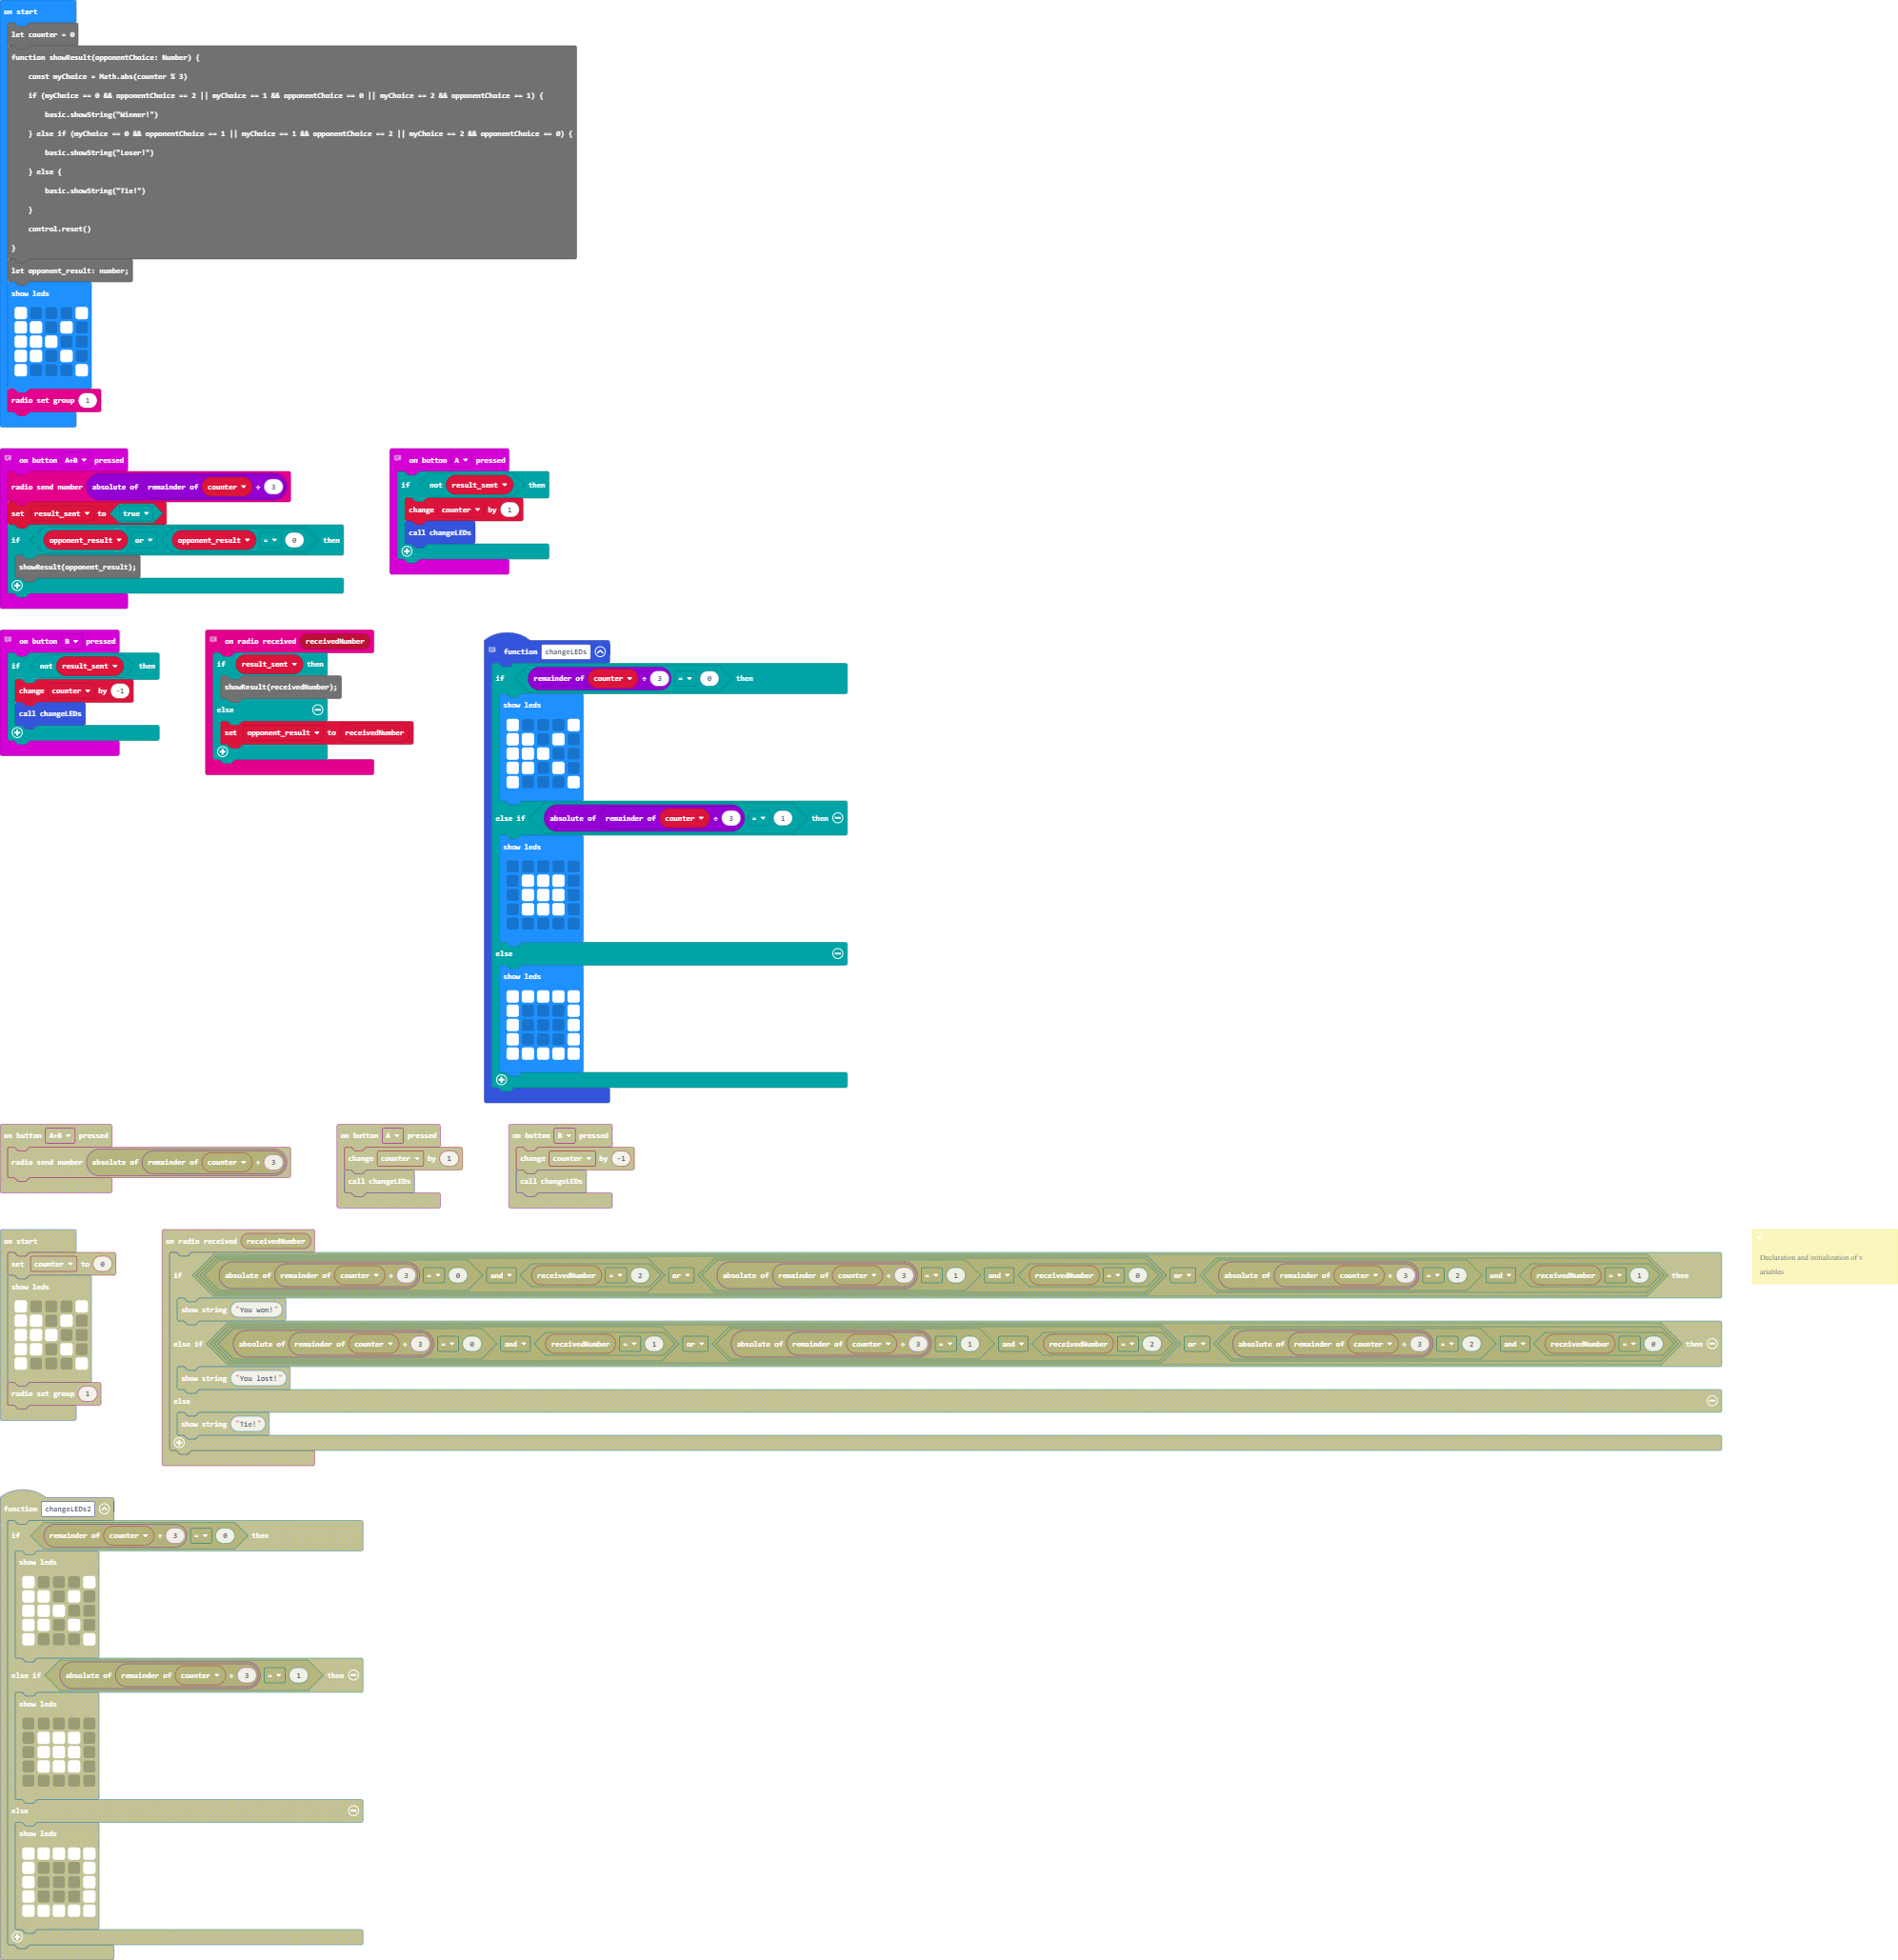 on start
let counter = 0
function showResult(opponentChoice: Number) {
const myChoice = Math.abs(counter % 3)
if (myChoice == 0 && opponentChoice == 2 || myChoice == 1 && opponentChoice == 0 || myChoice == 2 && opponentChoice == 1) {
basic.showString("Winner!")
} else if (myChoice == 0 && opponentChoice == 1 || myChoice == 1 && opponentChoice == 2 || myChoice == 2 && opponentChoice == 0) {
basic.showString("Loser!")
} else {
basic.showString("Tie!")
}
control.reset()
}
let opponent_result: number;
show leds
radio set group 1
on button A+B pressed
radio send number absolute of remainder of counter ÷ 3
set result_sent to true
if opponent_result or opponent_result = 0 then
showResult(opponent_result);
on button A pressed
if not result_sent then
change counter by 1
call changeLEDs
on button B pressed
if not result_sent then
change counter by -1
call changeLEDs
on radio received receivedNumber
if result_sent then
showResult(receivedNumber);
else
set opponent_result to receivedNumber
function changeLEDs
if remainder of counter ÷ 3 = 0 then
show leds
else if absolute of remainder of counter ÷ 3 = 1 then
show leds
else
show leds
on button A+B pressed
radio send number absolute of remainder of counter ÷ 3
on button A pressed
change counter by 1
call changeLEDs
on button B pressed
change counter by -1
call changeLEDs
on start
set counter to 0
show leds
radio set group 1
on radio received receivedNumber
if absolute of remainder of counter ÷ 3 = 0 and receivedNumber = 2 or absolute of remainder of counter ÷ 3 = 1 and receivedNumber = 0 or absolute of remainder of counter ÷ 3 = 2 and receivedNumber = 1 then
show string "You won!"
else if absolute of remainder of counter ÷ 3 = 0 and receivedNumber = 1 or absolute of remainder of counter ÷ 3 = 1 and receivedNumber = 2 or absolute of remainder of counter ÷ 3 = 2 and receivedNumber = 0 then
show string "You lost!"
else
show string "Tie!"
Declaration and initialization of v
ariables
function changeLEDs2
if remainder of counter ÷ 3 = 0 then
show leds
else if absolute of remainder of counter ÷ 3 = 1 then
show leds
else
show leds